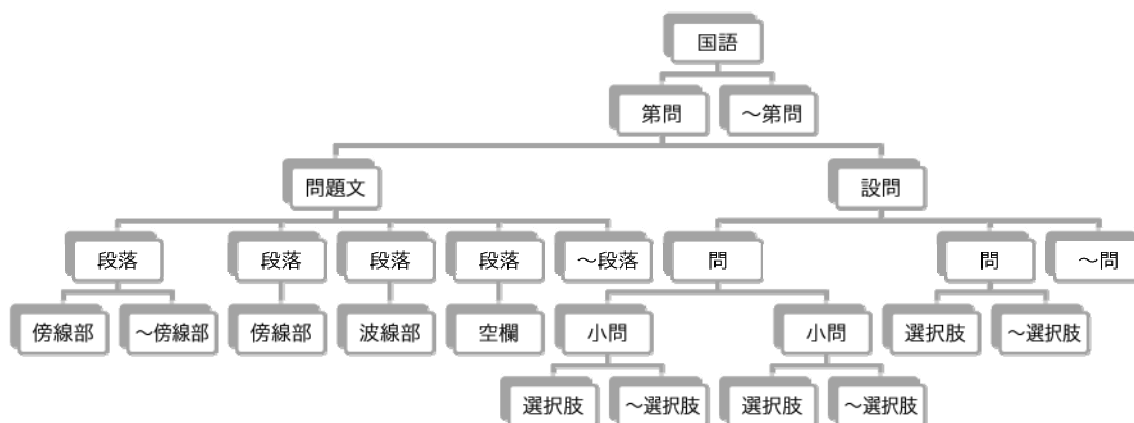 国語
第問 ～第問
問題文 設問
段落 段落 段落 段落 ～段落 問 問 ～問
傍線部 ～傍線部 傍線部 波線部 空欄 小問 小問 選択肢 ～選択肢
選択肢 ～選択肢 選択肢 ～選択肢